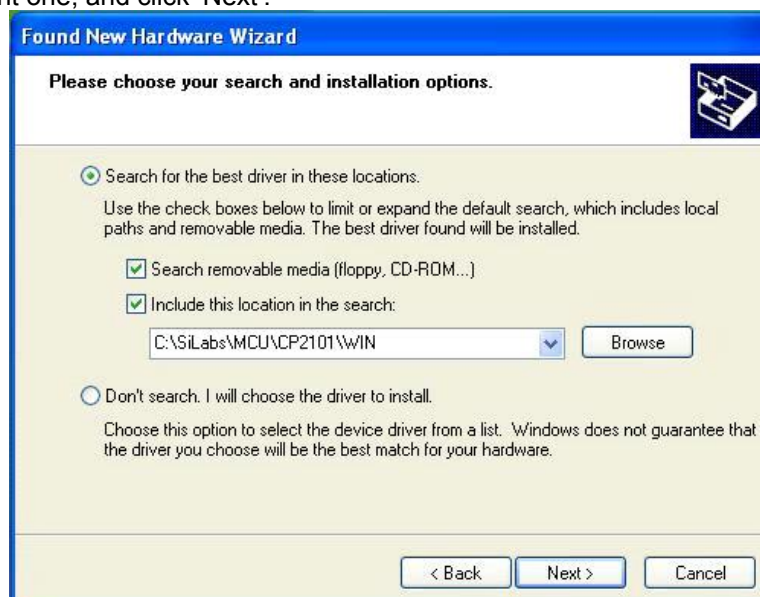 nt one, and click 'Next'.
Found New Hardware Wizard
Please choose your search and installation options.
Search for the best driver in these locations.
Use the check boxes below to limit or expand the default search, which includes local
paths and removable media. The best driver found will be installed.
Search removable media (floppy, CD-ROM...)
Include this location in the search:
C:\SiLabs\MCU\CP2101\WIN
Browse
Don't search. I will choose the driver to install.
Choose this option to select the device driver from a list. Windows does not guarantee that
the driver you choose will be the best match for your hardware.
< Back
Next >
Cancel